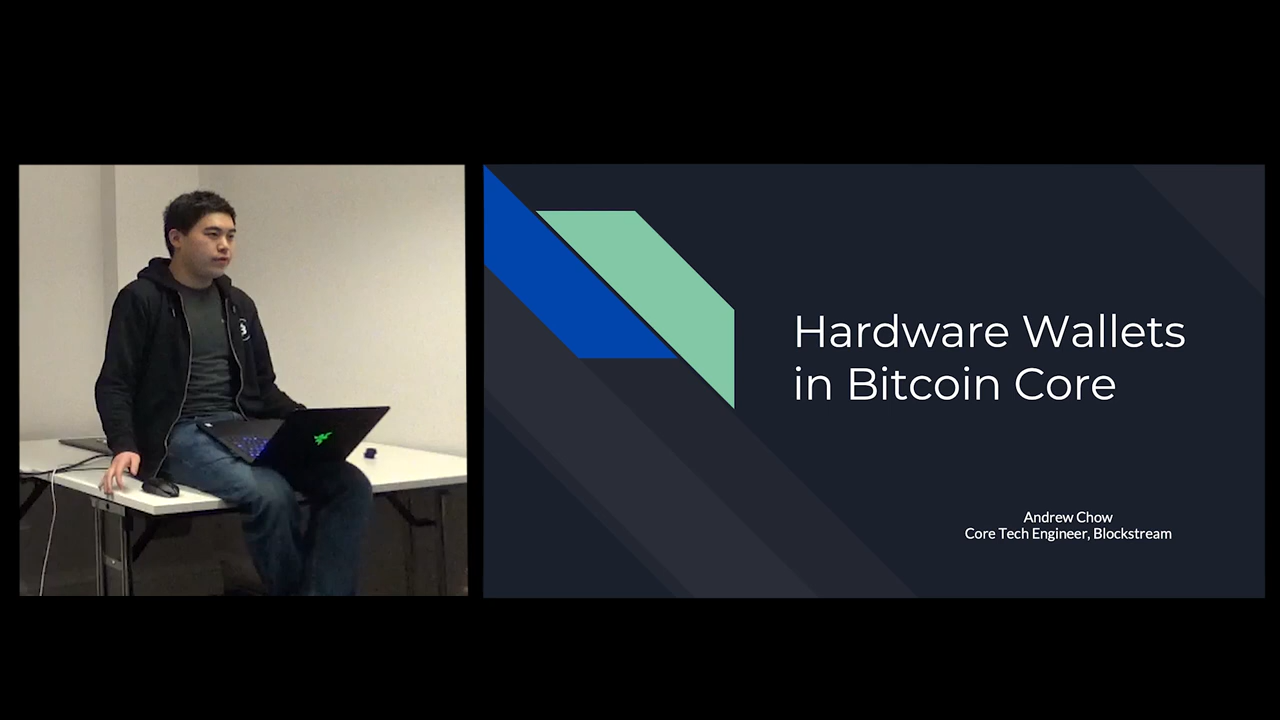 Hardware Wallets
in Bitcoin Core
Andrew Chow
Core Tech Engineer, Blockstream